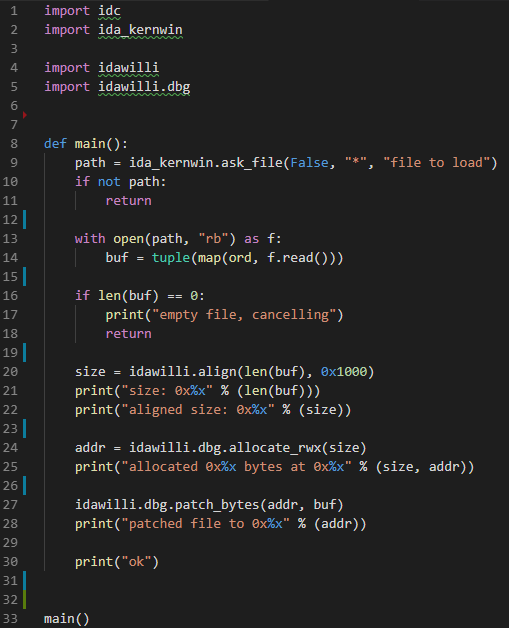 1 import idc
2 import ida_kernwin
3
4 import idawilli
5 import idawilli.dbg
6
7
8 def main():
9     path = ida_kernwin.ask_file(False, "*", "file to load")
10     if not path:
11         return
12
13     with open(path, "rb") as f:
14         buf = tuple(map(ord, f.read()))
15
16     if len(buf) == 0:
17         print("empty file, cancelling")
18         return
19
20     size = idawilli.align(len(buf), 0x1000)
21     print("size: 0x%x" % (len(buf)))
22     print("aligned size: 0x%x" % (size))
23
24     addr = idawilli.dbg.allocate_rwx(size)
25     print("allocated 0x%x bytes at 0x%x" % (size, addr))
26
27     idawilli.dbg.patch_bytes(addr, buf)
28     print("patched file to 0x%x" % (addr))
29
30     print("ok")
31
32
33 main()